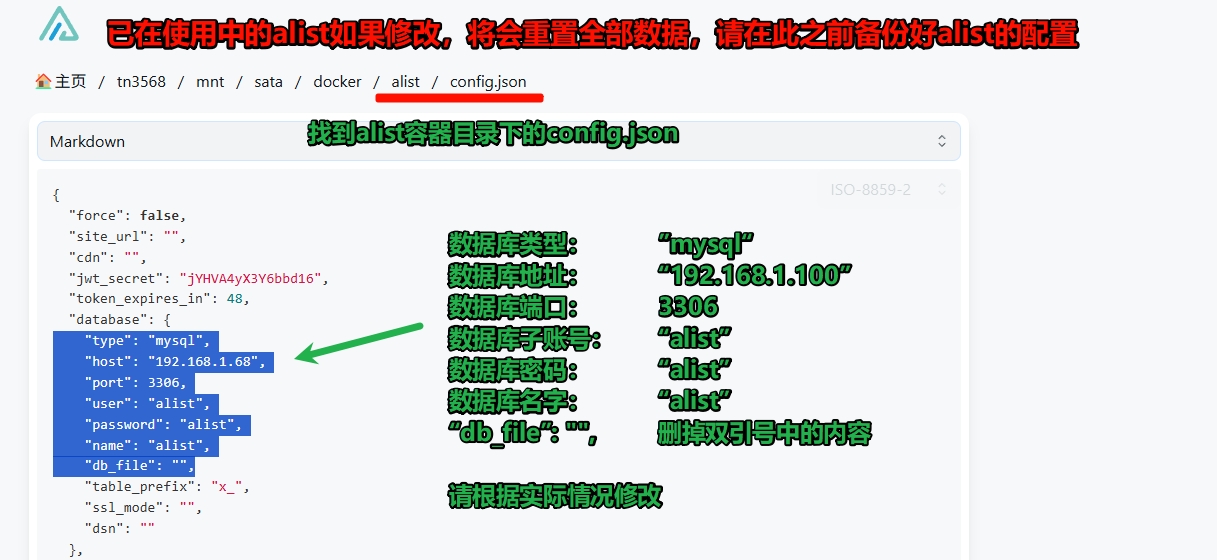 已在使用中的alist如果修改，将会重置全部数据，请在此之前备份好alist的配置
主页 / tn3568 / mnt / sata / docker / alist / config.json
找到alist容器目录下的config.json
Markdown
ISO-8859-2
{
"force": false,
"site_url": "",
"cdn": "",
"jwt_secret": "jYHVA4yX3Y6bbd16",
"token_expires_in": 48,
"database": {
"type": "mysql",
"host": "192.168.1.68",
"port": 3306,
"user": "alist",
"password": "alist",
"name": "alist",
"db_file": "",
"table_prefix": "x_",
"ssl_mode": "",
"dsn": ""
},
数据库类型： “mysql“
数据库地址： “192.168.1.100”
数据库端口： 3306
数据库子账号： “alist”
数据库密码： “alist”
数据库名字： “alist”
“db_file”: "", 删掉双引号中的内容
请根据实际情况修改